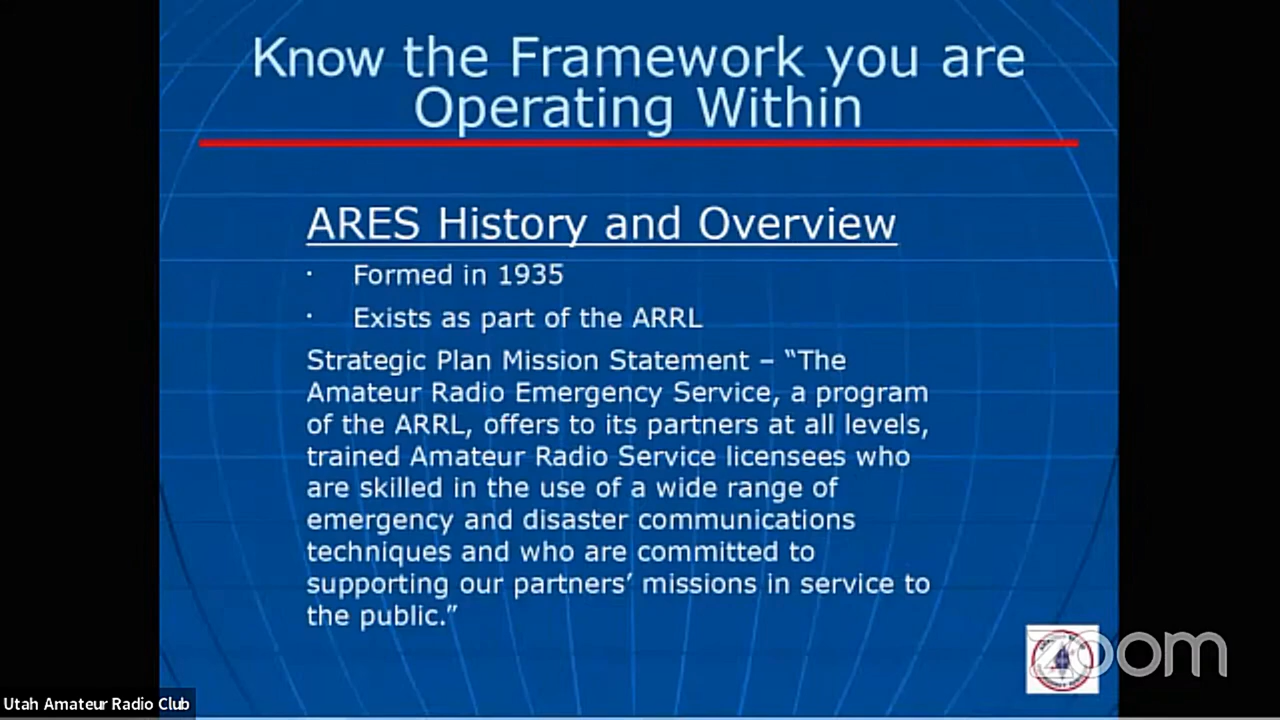 Know the Framework you are
Operating Within
ARES History and Overview
· Formed in 1935
· Exists as part of the ARRL
Strategic Plan Mission Statement – “The
Amateur Radio Emergency Service, a program
of the ARRL, offers to its partners at all levels,
trained Amateur Radio Service licensees who
are skilled in the use of a wide range of
emergency and disaster communications
techniques and who are committed to
supporting our partners’ missions in service to
the public.”
zoom
Utah Amateur Radio Club